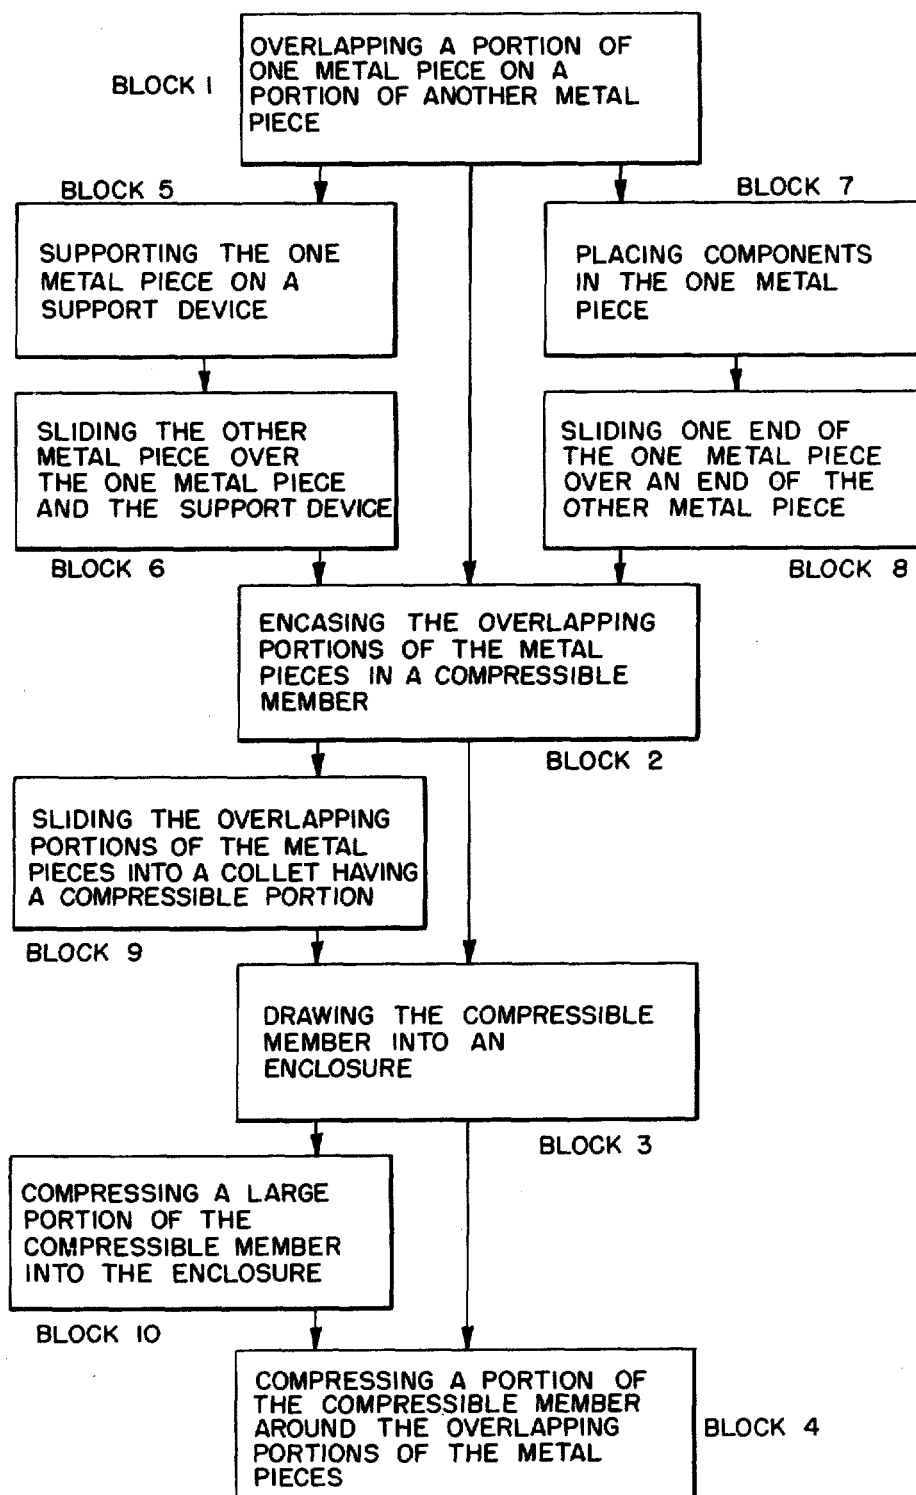 BLOCK 1
OVERLAPPING A PORTION OF
ONE METAL PIECE ON A
PORTION OF ANOTHER METAL
PIECE
BLOCK 5
SUPPORTING THE ONE
METAL PIECE ON A
SUPPORT DEVICE
BLOCK 7
PLACING COMPONENTS
IN THE ONE METAL
PIECE
SLIDING THE OTHER
METAL PIECE OVER
THE ONE METAL PIECE
AND THE SUPPORT DEVICE
BLOCK 6
SLIDING ONE END OF
THE ONE METAL PIECE
OVER AN END OF THE
OTHER METAL PIECE
BLOCK 8
ENCASING THE OVERLAPPING
PORTIONS OF THE METAL
PIECES IN A COMPRESSIBLE
MEMBER
BLOCK 2
SLIDING THE OVERLAPPING
PORTIONS OF THE METAL
PIECES INTO A COLLET HAVING
A COMPRESSIBLE PORTION
BLOCK 9
DRAWING THE COMPRESSIBLE
MEMBER INTO AN
ENCLOSURE
BLOCK 3
COMPRESSING A LARGE
PORTION OF THE
COMPRESSIBLE MEMBER
INTO THE ENCLOSURE
BLOCK 10
COMPRESSING A PORTION OF
THE COMPRESSIBLE MEMBER
AROUND THE OVERLAPPING
PORTIONS OF THE METAL
PIECES
BLOCK 4